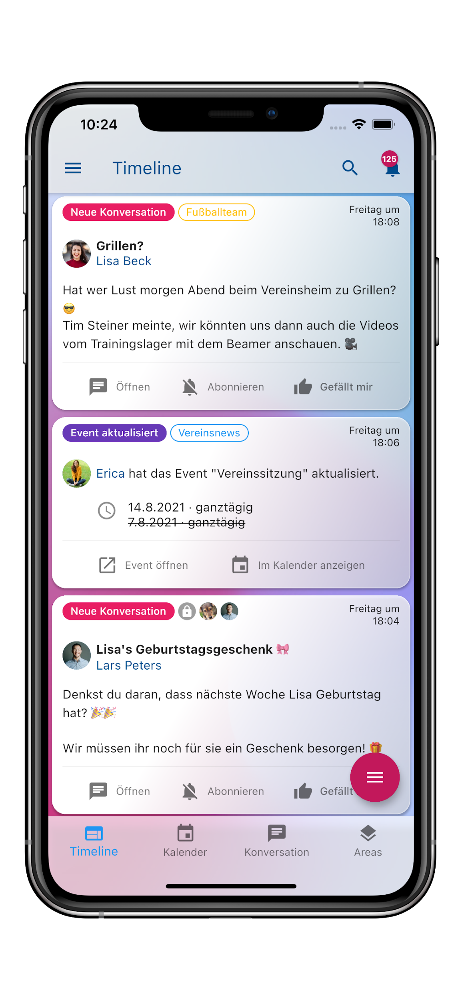 10:24
Timeline
125
Neue Konversation Fußballteam Freitag um
18:08
Grillen?
Lisa Beck
Hat wer Lust morgen Abend beim Vereinsheim zu Grillen?
😎
Tim Steiner meinte, wir könnten uns dann auch die Videos
vom Trainingslager mit dem Beamer anschauen. 🎥
Öffnen Abonnieren Gefällt mir
Event aktualisiert Vereinsnews Freitag um
18:06
Erica hat das Event "Vereinssitzung" aktualisiert.
14.8.2021 · ganztägig
7.8.2021 · ganztägig
Event öffnen Im Kalender anzeigen
Neue Konversation Freitag um
18:04
Lisa's Geburtstagsgeschenk 🎀
Lars Peters
Denkst du daran, dass nächste Woche Lisa Geburtstag
hat? 🎉🎉
Wir müssen ihr noch für sie ein Geschenk besorgen! 🎁
Öffnen Abonnieren Gefällt
Timeline Kalender Konversation Areas